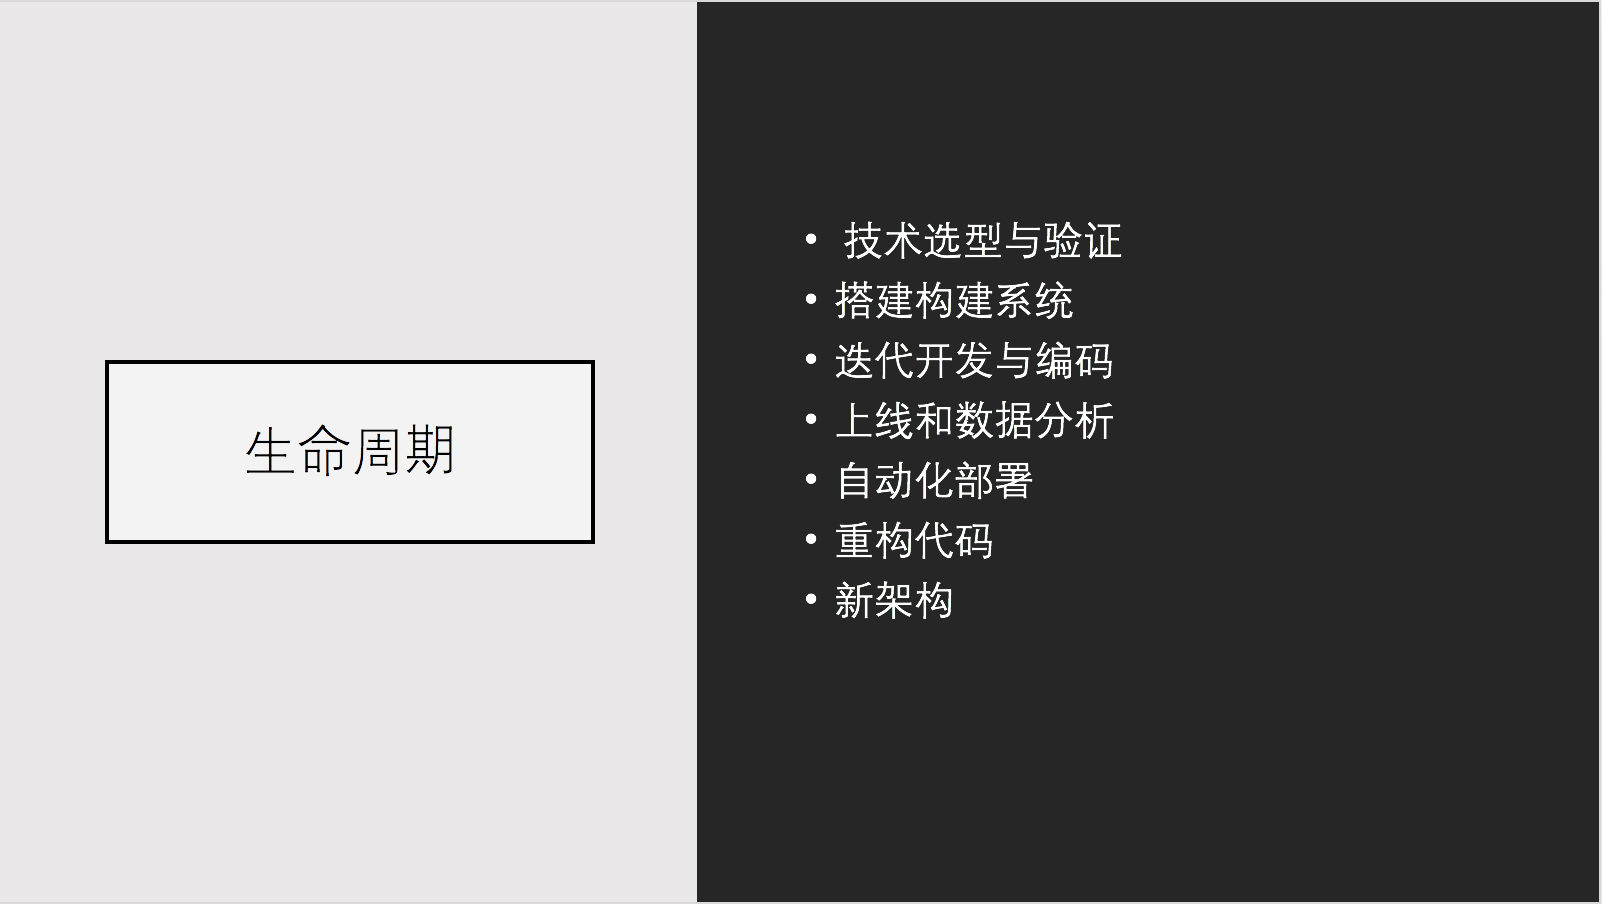 生命周期
• 技术选型与验证
• 搭建构建系统
• 迭代开发与编码
• 上线和数据分析
• 自动化部署
• 重构代码
• 新架构